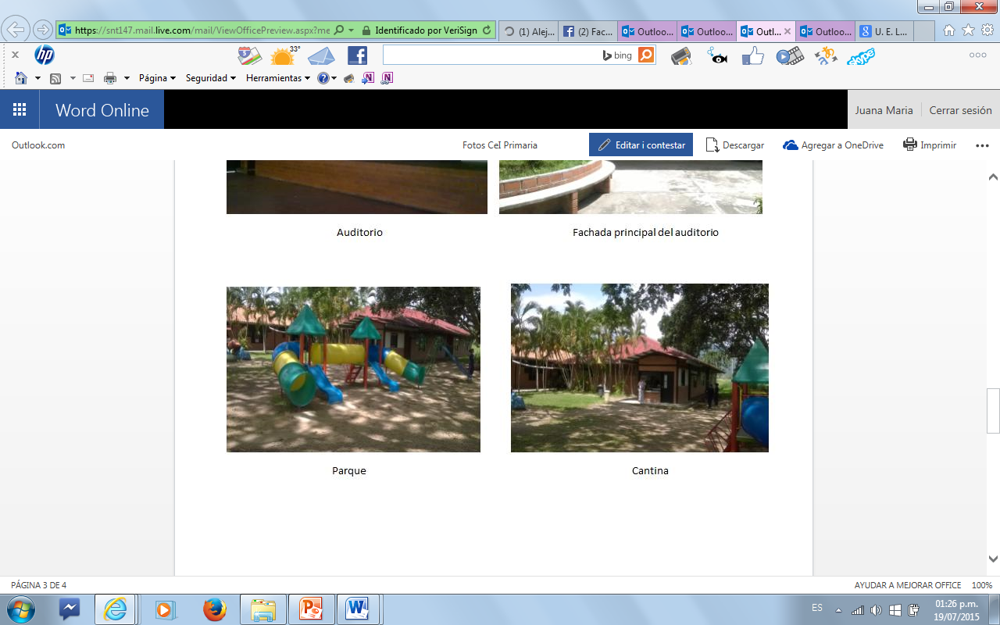 https://snt147.mail.live.com/mail/ViewOfficePreview.aspx?me
Identificado por VeriSign
(1) Alej...
(2) Fac...
Outloo...
Outloo...
Outl...
Outloo...
U. E. L...
hp
33°
bing
skype
Página
Seguridad
Herramientas
Word Online
Juana Maria
Cerrar sesión
Outlook.com
Fotos CeI Primaria
Editar i contestar
Descargar
Agregar a OneDrive
Imprimir
Auditorio
Fachada principal del auditorio
Parque
Cantina
PÁGINA 3 DE 4
AYUDAR A MEJORAR OFFICE
100%
ES
01:26 p.m.
19/07/2015